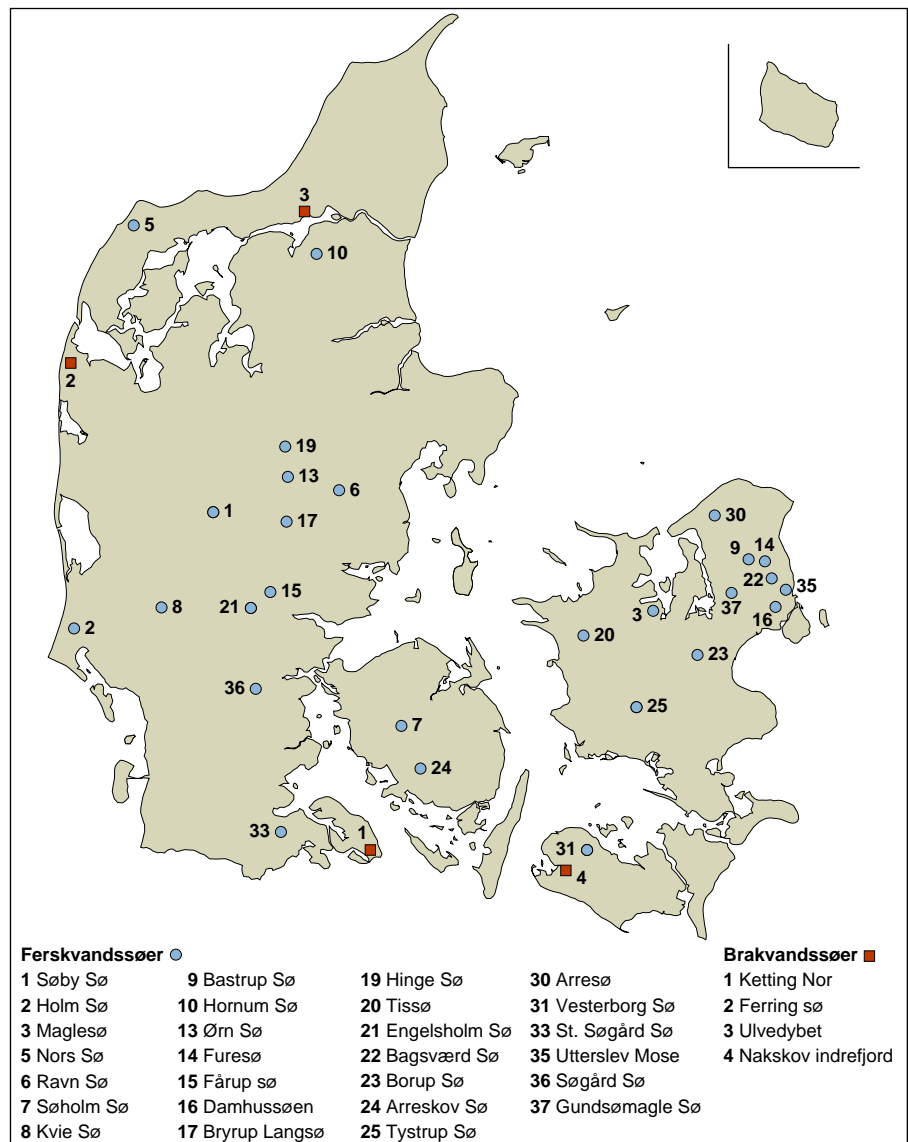 3
5
10
2
19
13
6
1
17
30
9 14
22
35
15
8
21
37
16
3
2
20
23
36
25
7
24
33
1
31
4
Ferskvandssøer
1 Søby Sø
2 Holm Sø
3 Maglesø
5 Nors Sø
6 Ravn Sø
7 Søholm Sø
8 Kvie Sø
9 Bastrup Sø
10 Hornum Sø
13 Ørn Sø
14 Furesø
15 Fårup sø
16 Damhussøen
17 Bryrup Langsø
19 Hinge Sø
20 Tissø
21 Engelsholm Sø
22 Bagsværd Sø
23 Borup Sø
24 Arreskov Sø
25 Tystrup Sø
30 Arresø
31 Vesterborg Sø
33 St. Søgård Sø
35 Utterslev Mose
36 Søgård Sø
37 Gundsømagle Sø
Brakvandssøer
1 Ketting Nor
2 Ferring sø
3 Ulvedybet
4 Nakskov indrefjord